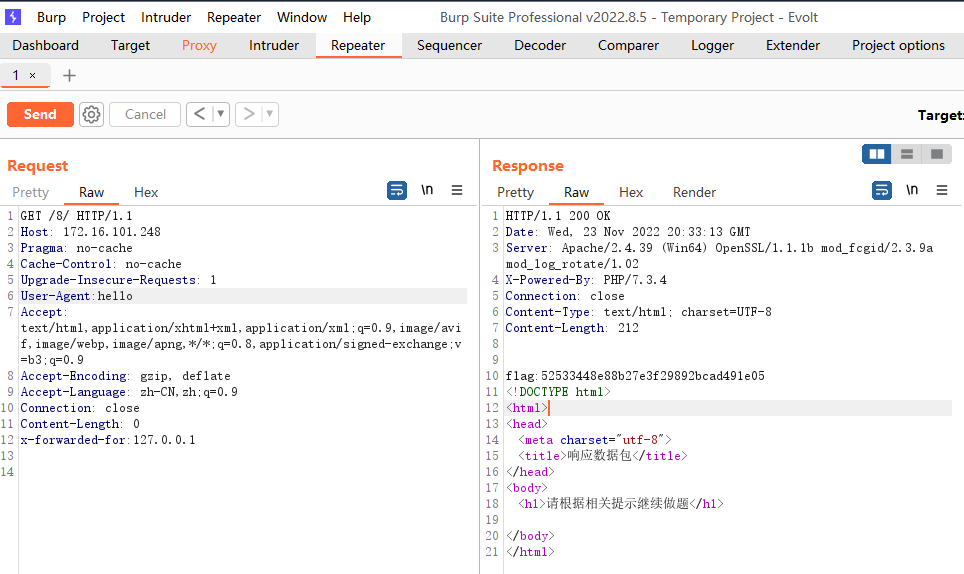 Burp Project Intruder Repeater Window Help Burp Suite Professional v2022.8.5 - Temporary Project - Evolt
Dashboard Target Proxy Intruder Repeater Sequencer Decoder Comparer Logger Extender Project options
1 ×
Send Cancel < ▼ > ▼ Target:
Request
Pretty Raw Hex \n
1 GET /8/ HTTP/1.1
2 Host: 172.16.101.248
3 Pragma: no-cache
4 Cache-Control: no-cache
5 Upgrade-Insecure-Requests: 1
6 User-Agent:hello
7 Accept:
text/html,application/xhtml+xml,application/xml;q=0.9,image/avi
f,image/webp,image/apng,*/*;q=0.8,application/signed-exchange;v
=b3;q=0.9
8 Accept-Encoding: gzip, deflate
9 Accept-Language: zh-CN,zh;q=0.9
10 Connection: close
11 Content-Length: 0
12 x-forwarded-for:127.0.0.1
13
14
Response
Pretty Raw Hex Render \n
1 HTTP/1.1 200 OK
2 Date: Wed, 23 Nov 2022 20:33:13 GMT
3 Server: Apache/2.4.39 (Win64) OpenSSL/1.1.1b mod_fcgid/2.3.9a
mod_log_rotate/1.02
4 X-Powered-By: PHP/7.3.4
5 Connection: close
6 Content-Type: text/html; charset=UTF-8
7 Content-Length: 212
8
9
10 flag:52533448e88b27e3f29892bcad491e05
11 <!DOCTYPE html>
12 <html>
13 <head>
14 <meta charset="utf-8">
15 <title>响应数据包</title>
16 </head>
17 <body>
18 <h1>请根据相关提示继续做题</h1>
19
20 </body>
21 </html>